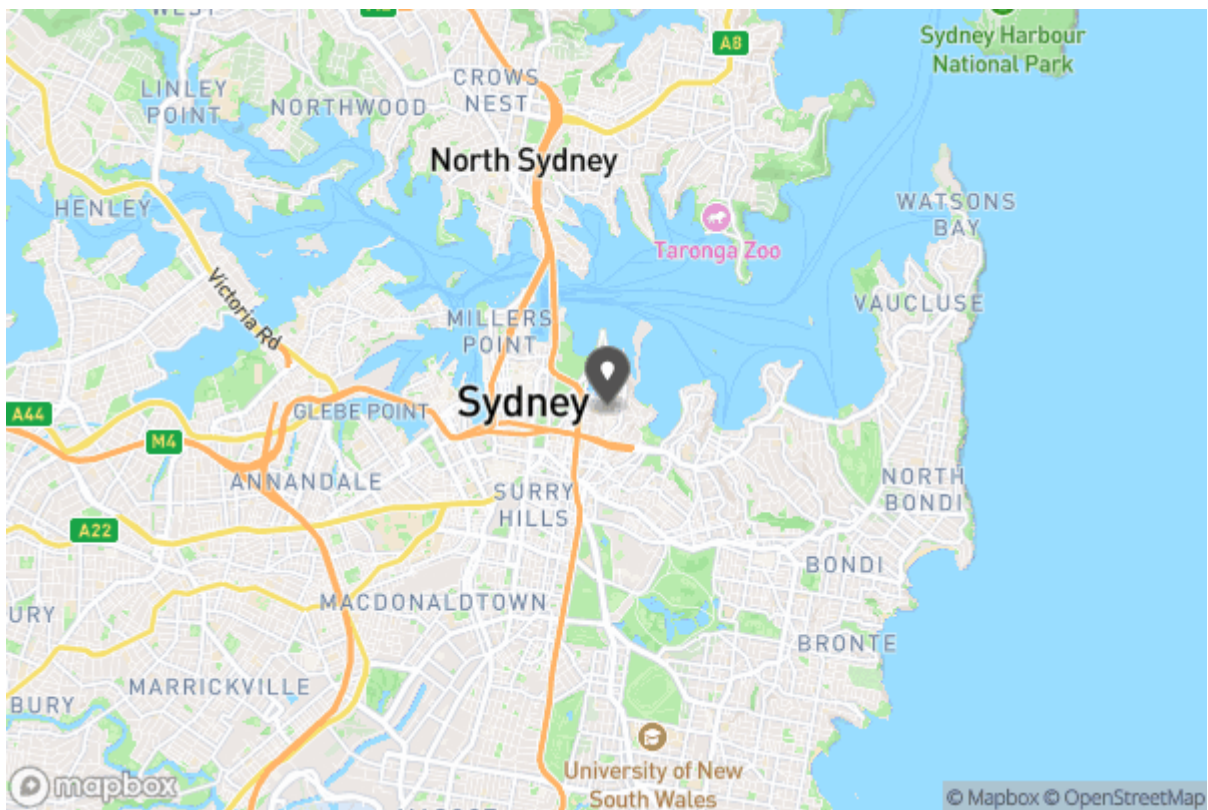 WEST
A1
A8
Sydney Harbour
National Park
CROWS
NEST
LINLEY
POINT
NORTHWOOD
North Sydney
HENLEY
WATSONS
BAY
Taronga Zoo
Victoria Rd
VAUCLUSE
MILLERS
POINT
Sydney
A44
GLEBE POINT
M4
ANNANDALE
SURRY
HILLS
NORTH
BONDI
A22
BONDI
MACDONALDTOWN
URY
BRONTE
MARRICKVILLE
BURY
University of New
South Wales
mapbox
© Mapbox © OpenStreetMap